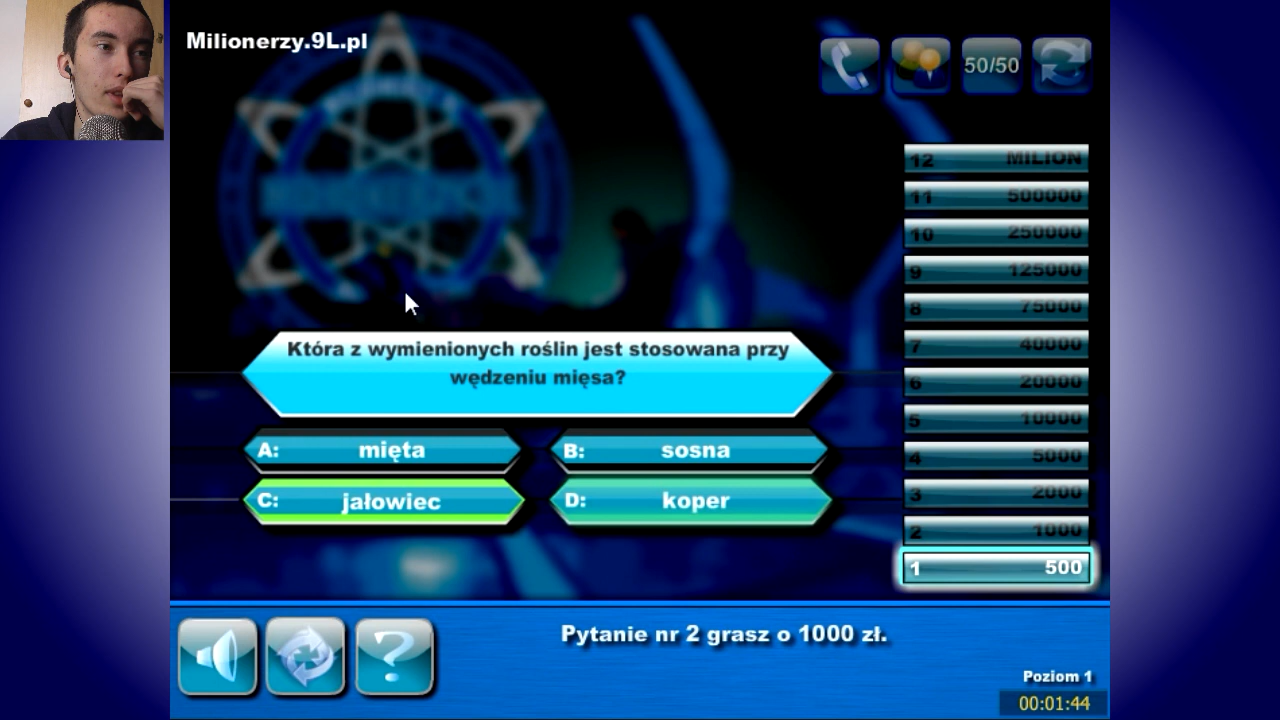 Milionerzy.9L.pl
50/50
12 MILION
11 500000
10 250000
9 125000
8 75000
7 40000
6 20000
5 10000
4 5000
3 2000
2 1000
1 500
Która z wymienionych roślin jest stosowana przy
wędzeniu mięsa?
A: mięta
B: sosna
C: jałowiec
D: koper
?
Pytanie nr 2 grasz o 1000 zł.
Poziom 1
00:01:44